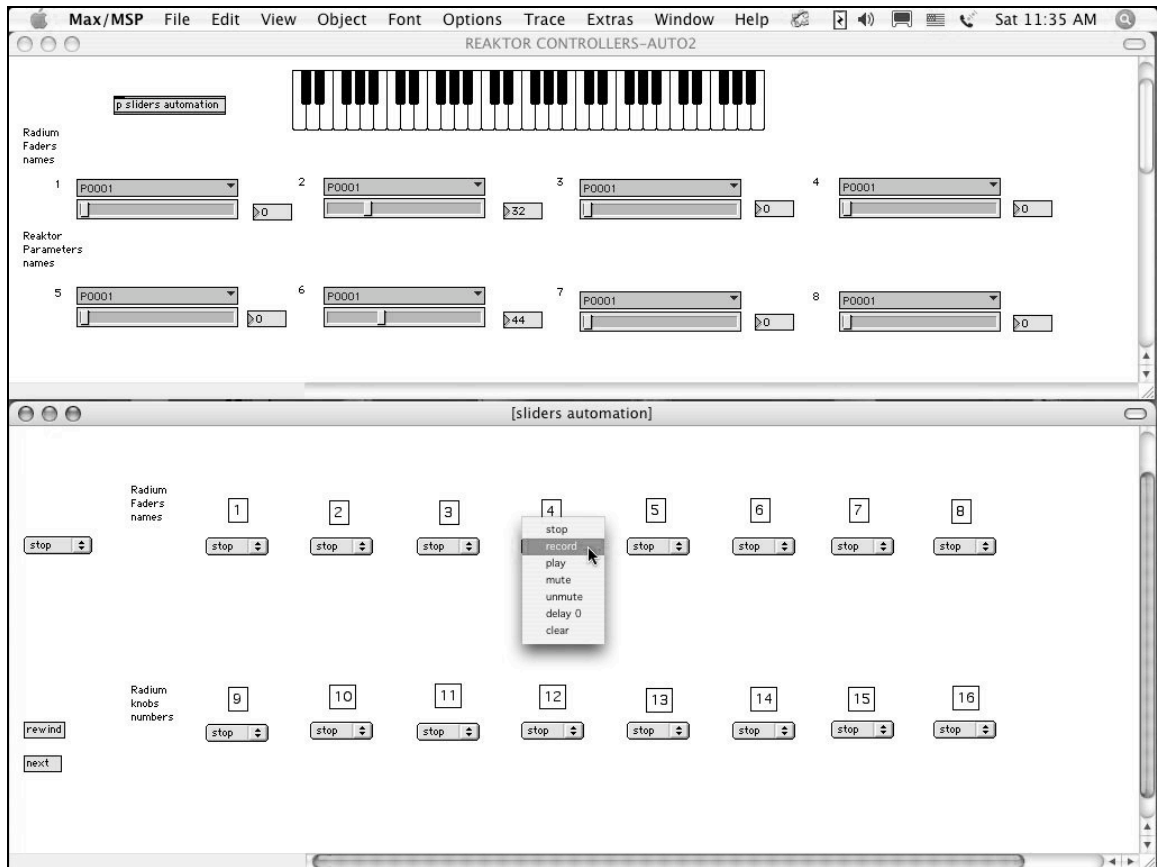 Max/MSP File Edit View Object Font Options Trace Extras Window Help Sat 11:35 AM
REAKTOR CONTROLLERS-AUTO2
p sliders automation
Radium
Faders
names
1 P0001 2 P0001 3 P0001 4 P0001
0 32 0 0
Reaktor
Parameters
names
5 P0001 6 P0001 7 P0001 8 P0001
0 44 0 0
[sliders automation]
Radium
Faders
names
1 2 3 4 5 6 7 8
stop stop stop stop stop stop stop stop
stop
record
play
mute
unmute
delay 0
clear
Radium
knobs
numbers
9 10 11 12 13 14 15 16
rewind
stop stop stop stop stop stop stop stop
next